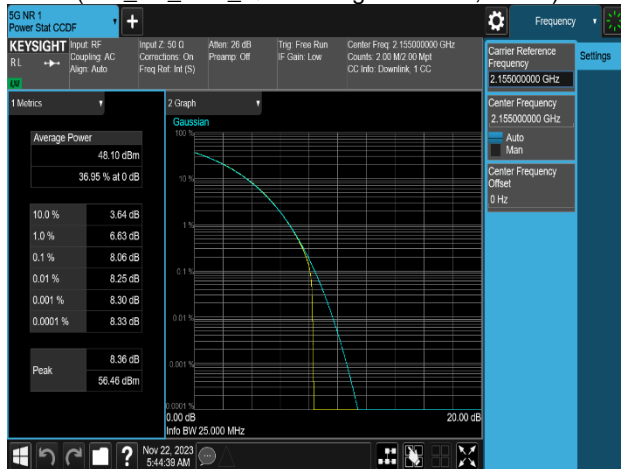 5G NR 1
Power Stat CCDF
Frequency
KEYSIGHT
RL
Input: RF
Coupling: AC
Align: Auto
Input Z: 50 Ω
Corrections: On
Freq Ref: Int (S)
Atten: 26 dB
Preamp: Off
Trig: Free Run
IF Gain: Low
Center Freq: 2.155000000 GHz
Counts: 2.00 M/2.00 Mpt
CC Info: Downlink, 1 CC
Carrier Reference
Frequency
2.155000000 GHz
Settings
Center Frequency
2.155000000 GHz
Auto
Man
Center Frequency
Offset
0 Hz
1 Metrics
Average Power
48.10 dBm
36.95 % at 0 dB
10.0 % 3.64 dB
1.0 % 6.63 dB
0.1 % 8.06 dB
0.01 % 8.25 dB
0.001 % 8.30 dB
0.0001 % 8.33 dB
Peak
8.36 dB
56.46 dBm
2 Graph
Gaussian
100 %
10 %
1 %
0.1 %
0.01 %
0.001 %
0.0001 %
0.00 dB
20.00 dB
Info BW 25.000 MHz
Nov 22, 2023
5:44:39 AM